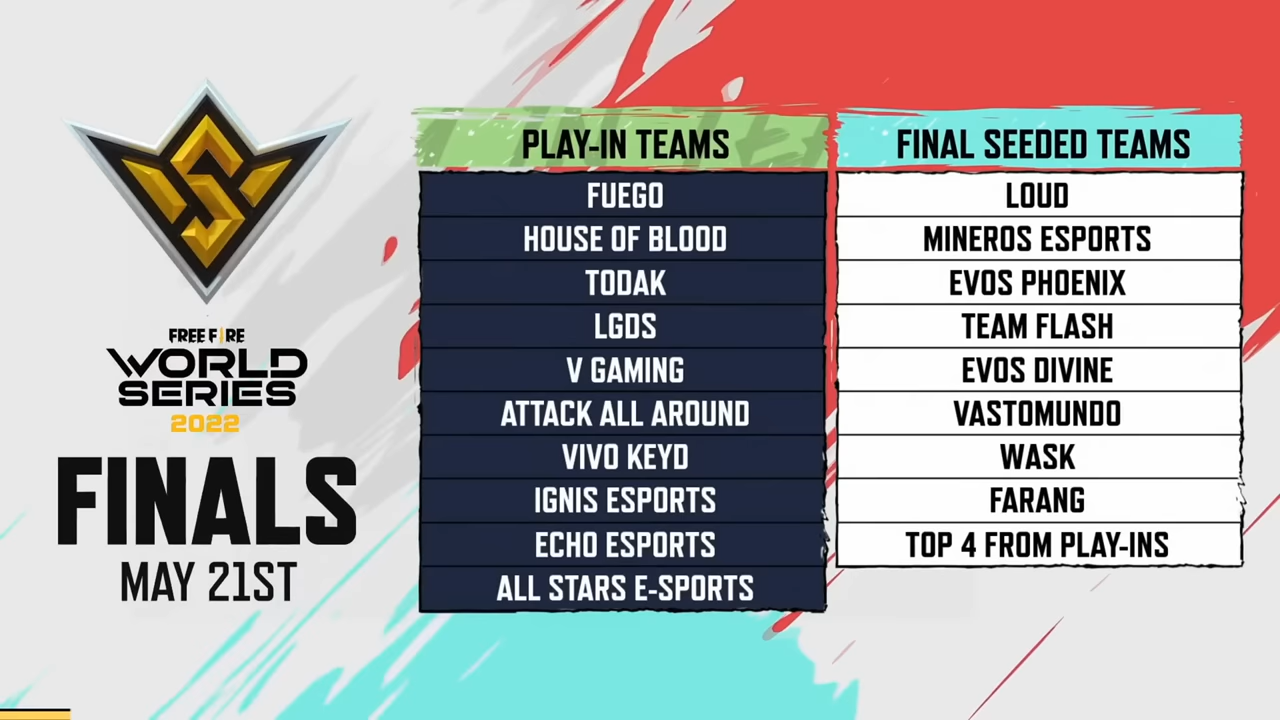 FREE FIRE
WORLD
SERIES
2022
FINALS
MAY 21ST
PLAY-IN TEAMS
FUEGO
HOUSE OF BLOOD
TODAK
LGDS
V GAMING
ATTACK ALL AROUND
VIVO KEYD
IGNIS ESPORTS
ECHO ESPORTS
ALL STARS E-SPORTS
FINAL SEEDED TEAMS
LOUD
MINEROS ESPORTS
EVOS PHOENIX
TEAM FLASH
EVOS DIVINE
VASTOMUNDO
WASK
FARANG
TOP 4 FROM PLAY-INS